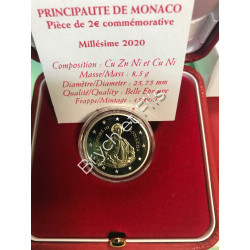 PRINCIPAUTE DE MONACO
Pièce de 2€ commémorative
Millésime 2020
Composition : Cu Zn Ni et Cu Ni
Masse/Mass : 8,5 g
Diamètre/Diameter : 25,75 mm
Qualité/Quality : Belle Epreuve
Frappe/Mintage :